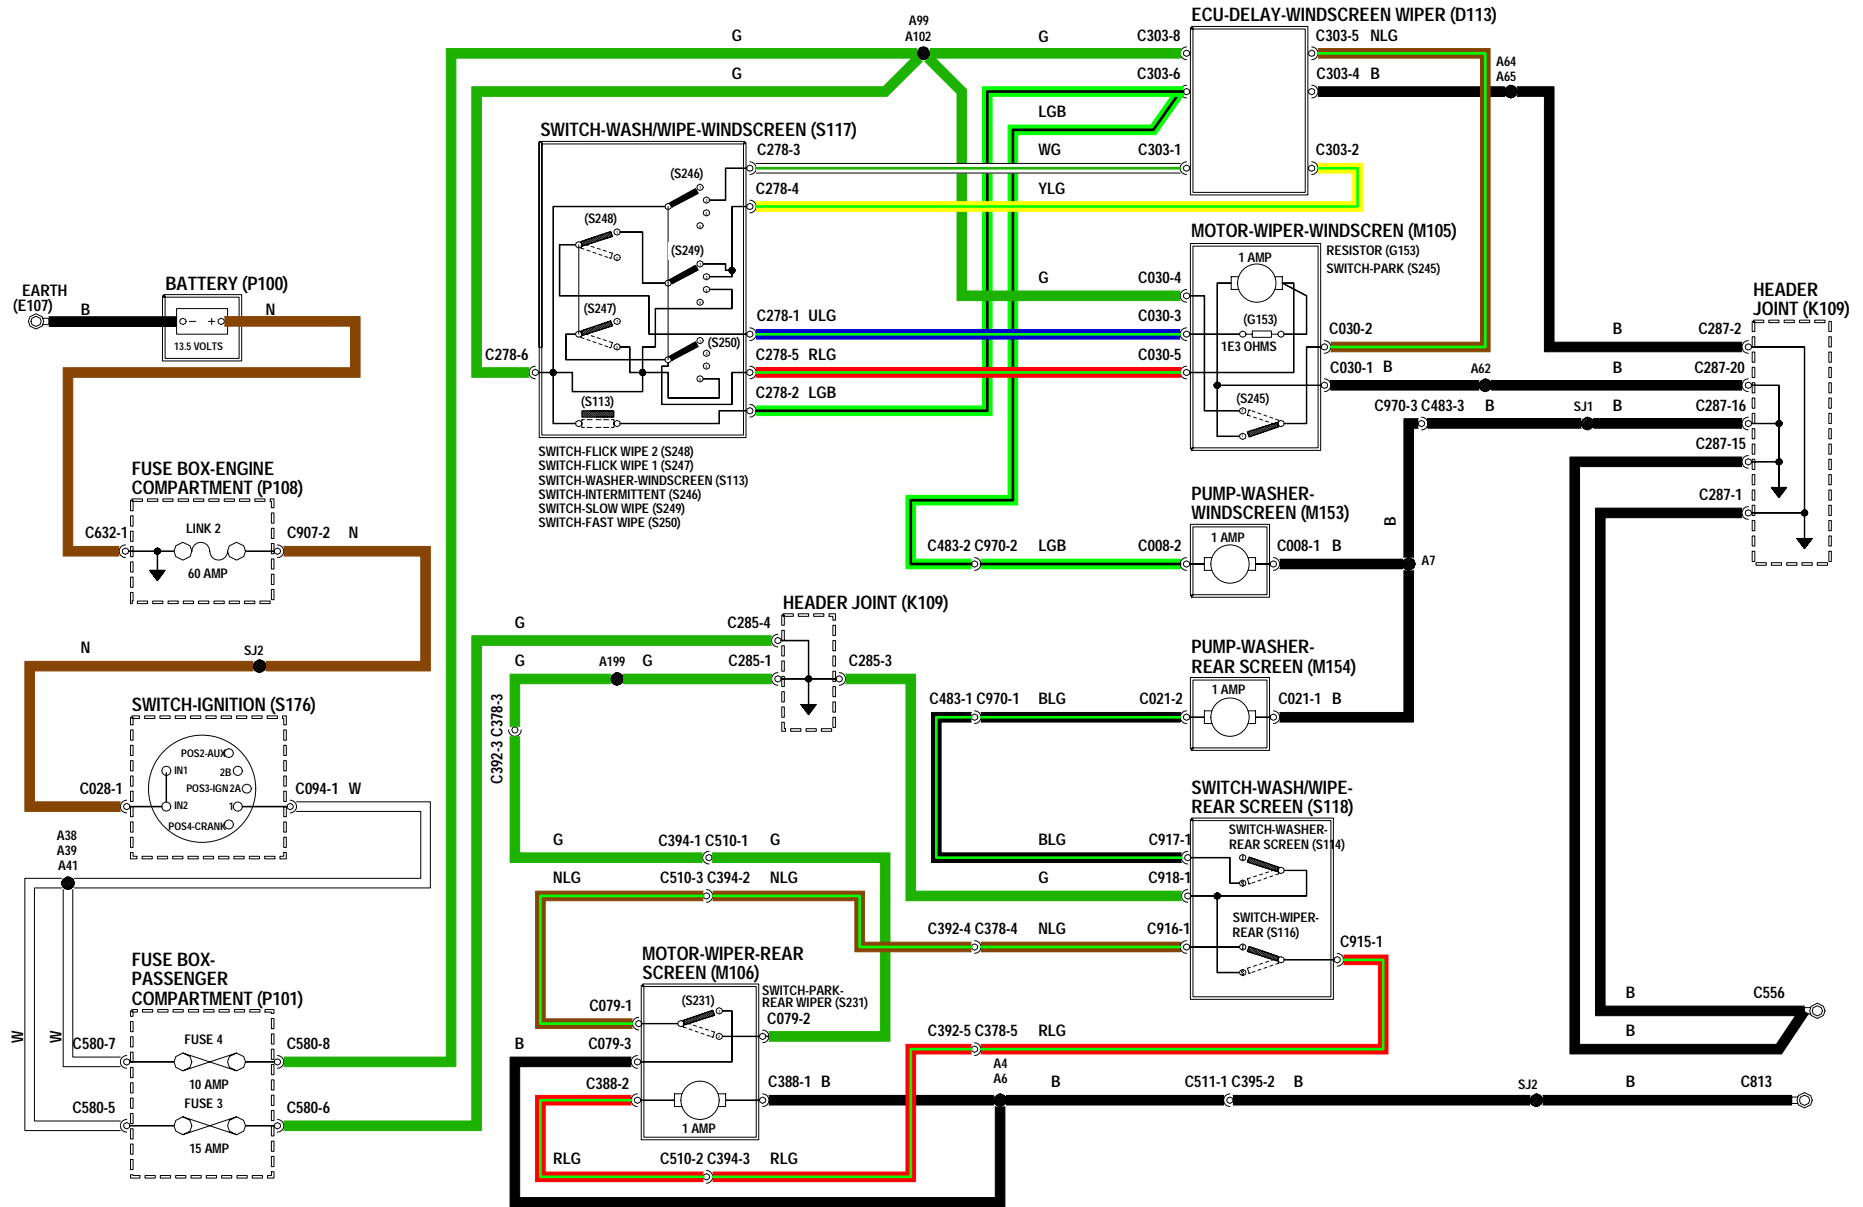 ECU-DELAY-WINDSCREEN WIPER (D113)
A99
A102
G
G
C303-8
C303-5 NLG
A64
A65
G
C303-6
C303-4 B
LGB
SWITCH-WASH/WIPE-WINDSCREEN (S117)
C278-3
WG
C303-1
C303-2
(S246)
C278-4
YLG
(S248)
(S249)
MOTOR-WIPER-WINDSCREN (M105)
RESISTOR (G153)
SWITCH-PARK (S245)
1 AMP
G
C030-4
BATTERY (P100)
EARTH
(E107)
B
N
13.5 VOLTS
HEADER
JOINT (K109)
(S247)
C278-1 ULG
C030-3
(G153)
1E3 OHMS
C030-2
B
C287-2
(S250)
C278-6
C278-5 RLG
C030-5
C030-1 B
A62
B
C287-20
C278-2 LGB
(S113)
(S245)
C970-3 C483-3 B
SJ1
B
C287-16
C287-15
SWITCH-FLICK WIPE 2 (S248)
SWITCH-FLICK WIPE 1 (S247)
SWITCH-WASHER-WINDSCREEN (S113)
SWITCH-INTERMITTENT (S246)
SWITCH-SLOW WIPE (S249)
SWITCH-FAST WIPE (S250)
FUSE BOX-ENGINE
COMPARTMENT (P108)
C632-1
LINK 2
60 AMP
C907-2 N
PUMP-WASHER-
WINDSCREEN (M153)
1 AMP
C287-1
B
C483-2 C970-2 LGB
C008-2
C008-1 B
A7
HEADER JOINT (K109)
G
C285-4
N
SJ2
G
A199
G
C285-1
C285-3
PUMP-WASHER-
REAR SCREEN (M154)
1 AMP
C392-3 C378-3
C483-1 C970-1 BLG
C021-2
C021-1 B
SWITCH-IGNITION (S176)
POS2-AUX
IN1
2B
POS3-IGN 2A
IN2
1
POS4-CRANK
C028-1
C094-1 W
A38
A39
A41
SWITCH-WASH/WIPE-
REAR SCREEN (S118)
SWITCH-WASHER-
REAR SCREEN (S114)
G
C394-1 C510-1 G
BLG
C917-1
NLG
C510-3 C394-2 NLG
G
C918-1
SWITCH-WIPER-
REAR (S116)
C392-4 C378-4 NLG
C916-1
C915-1
FUSE BOX-
PASSENGER
COMPARTMENT (P101)
MOTOR-WIPER-REAR
SCREEN (M106)
SWITCH-PARK-
REAR WIPER (S231)
(S231)
C079-1
C079-2
B
C556
W
W
C580-7
FUSE 4
10 AMP
C580-8
B
C079-3
C392-5 C378-5 RLG
B
C388-2
C388-1 B
1 AMP
A4
A6
B
C511-1 C395-2 B
SJ2
B
C813
C580-5
FUSE 3
15 AMP
C580-6
RLG
C510-2 C394-3 RLG